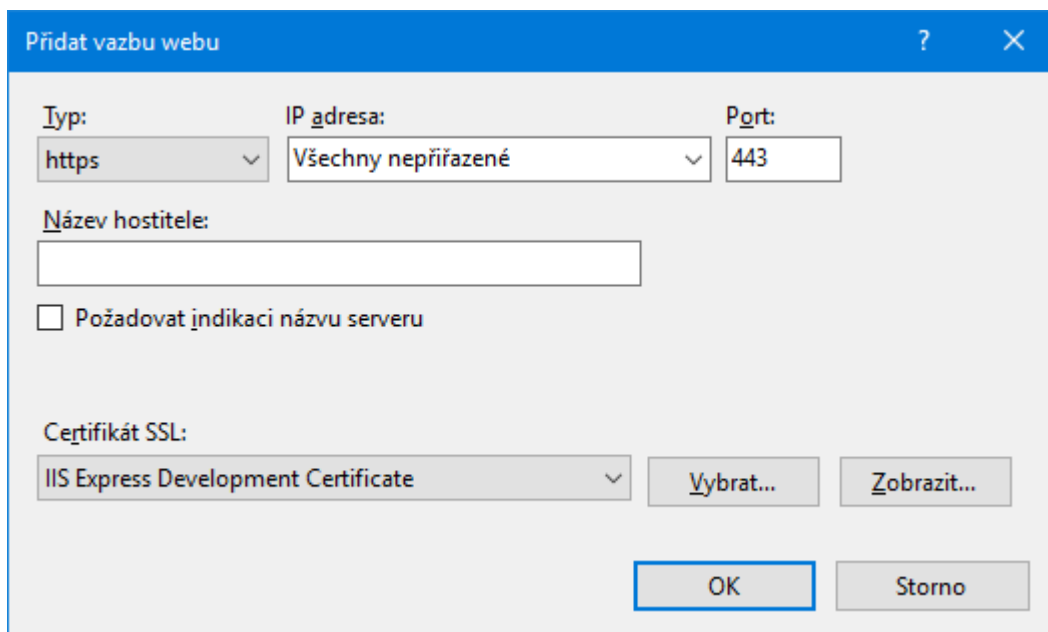 Přidat vazbu webu ?
Typ: IP adresa: Port:
https Všechny nepřiřazené 443
Název hostitele:
Požadovat indikaci názvu serveru
Certifikát SSL:
IIS Express Development Certificate Vybrat... Zobrazit...
OK Storno